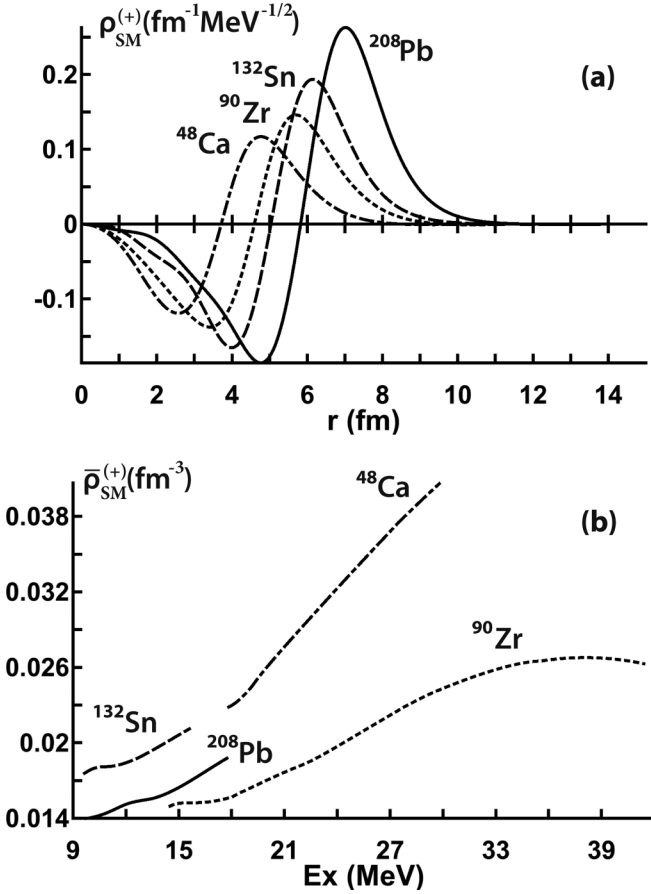 ρSM(+)(fm-1MeV-1/2)
208Pb
132Sn
(a)
0.2
90Zr
48Ca
0.1
0
-0.1
0 2 4 6 8 10 12 14
r (fm)
ρ̅SM(+)(fm-3)
48Ca
0.038
(b)
0.032
90Zr
0.026
132Sn
208Pb
0.02
0.014
9 15 21 27 33 39
Ex (MeV)